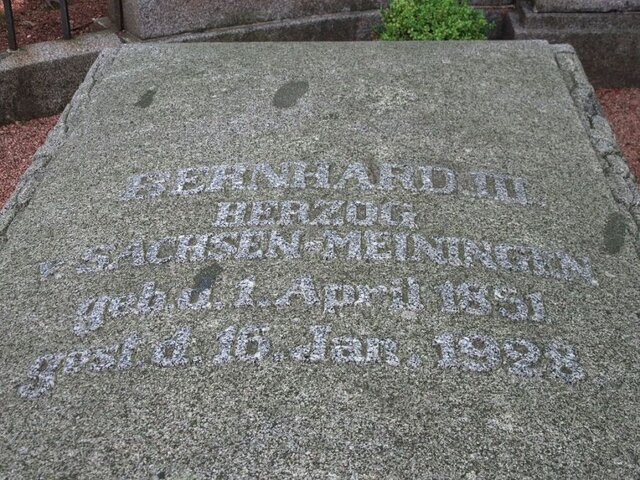 BERNHARD III.
HERZOG
v. SACHSEN-MEININGEN
geb. d. 1. April 1851
gest. d. 16. Jan. 1928